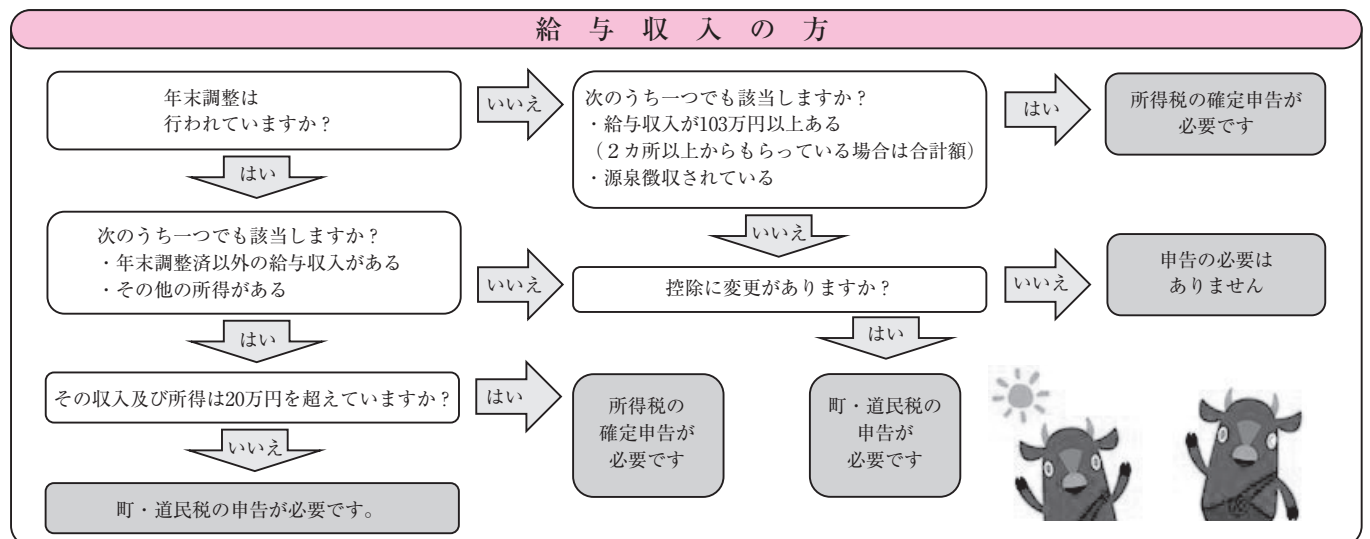 給与収入の方
年末調整は
行われていますか？
いいえ
次のうち一つでも該当しますか？
・給与収入が103万円以上ある
（２カ所以上からもらっている場合は合計額）
・源泉徴収されている
はい
所得税の確定申告が
必要です
はい
いいえ
次のうち一つでも該当しますか？
・年末調整済以外の給与収入がある
・その他の所得がある
いいえ
控除に変更がありますか？
いいえ
申告の必要は
ありません
はい
はい
その収入及び所得は20万円を超えていますか？
はい
所得税の
確定申告が
必要です
町・道民税の
申告が
必要です
いいえ
町・道民税の申告が必要です。